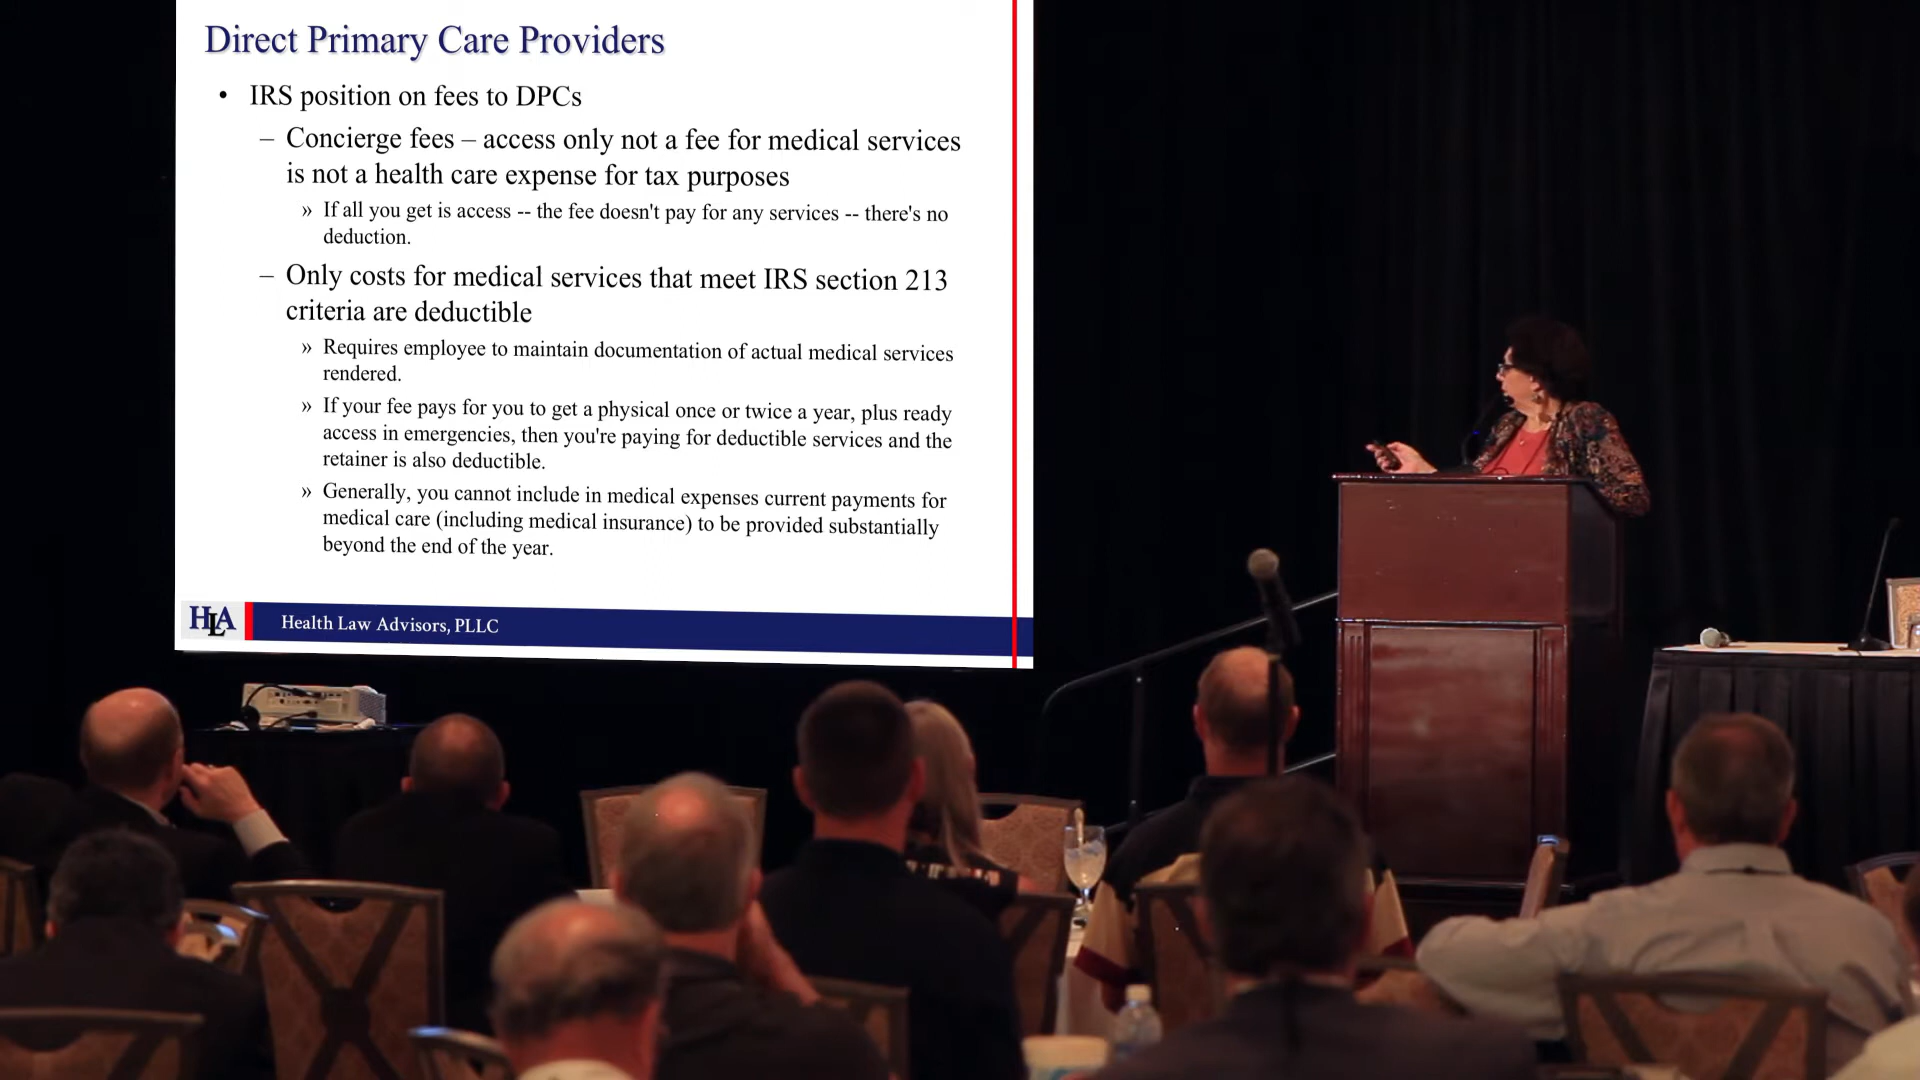 Direct Primary Care Providers
• IRS position on fees to DPCs
– Concierge fees – access only not a fee for medical services
is not a health care expense for tax purposes
» If all you get is access -- the fee doesn't pay for any services -- there's no
deduction.
– Only costs for medical services that meet IRS section 213
criteria are deductible
» Requires employee to maintain documentation of actual medical services
rendered.
» If your fee pays for you to get a physical once or twice a year, plus ready
access in emergencies, then you're paying for deductible services and the
retainer is also deductible.
» Generally, you cannot include in medical expenses current payments for
medical care (including medical insurance) to be provided substantially
beyond the end of the year.
HLA Health Law Advisors, PLLC